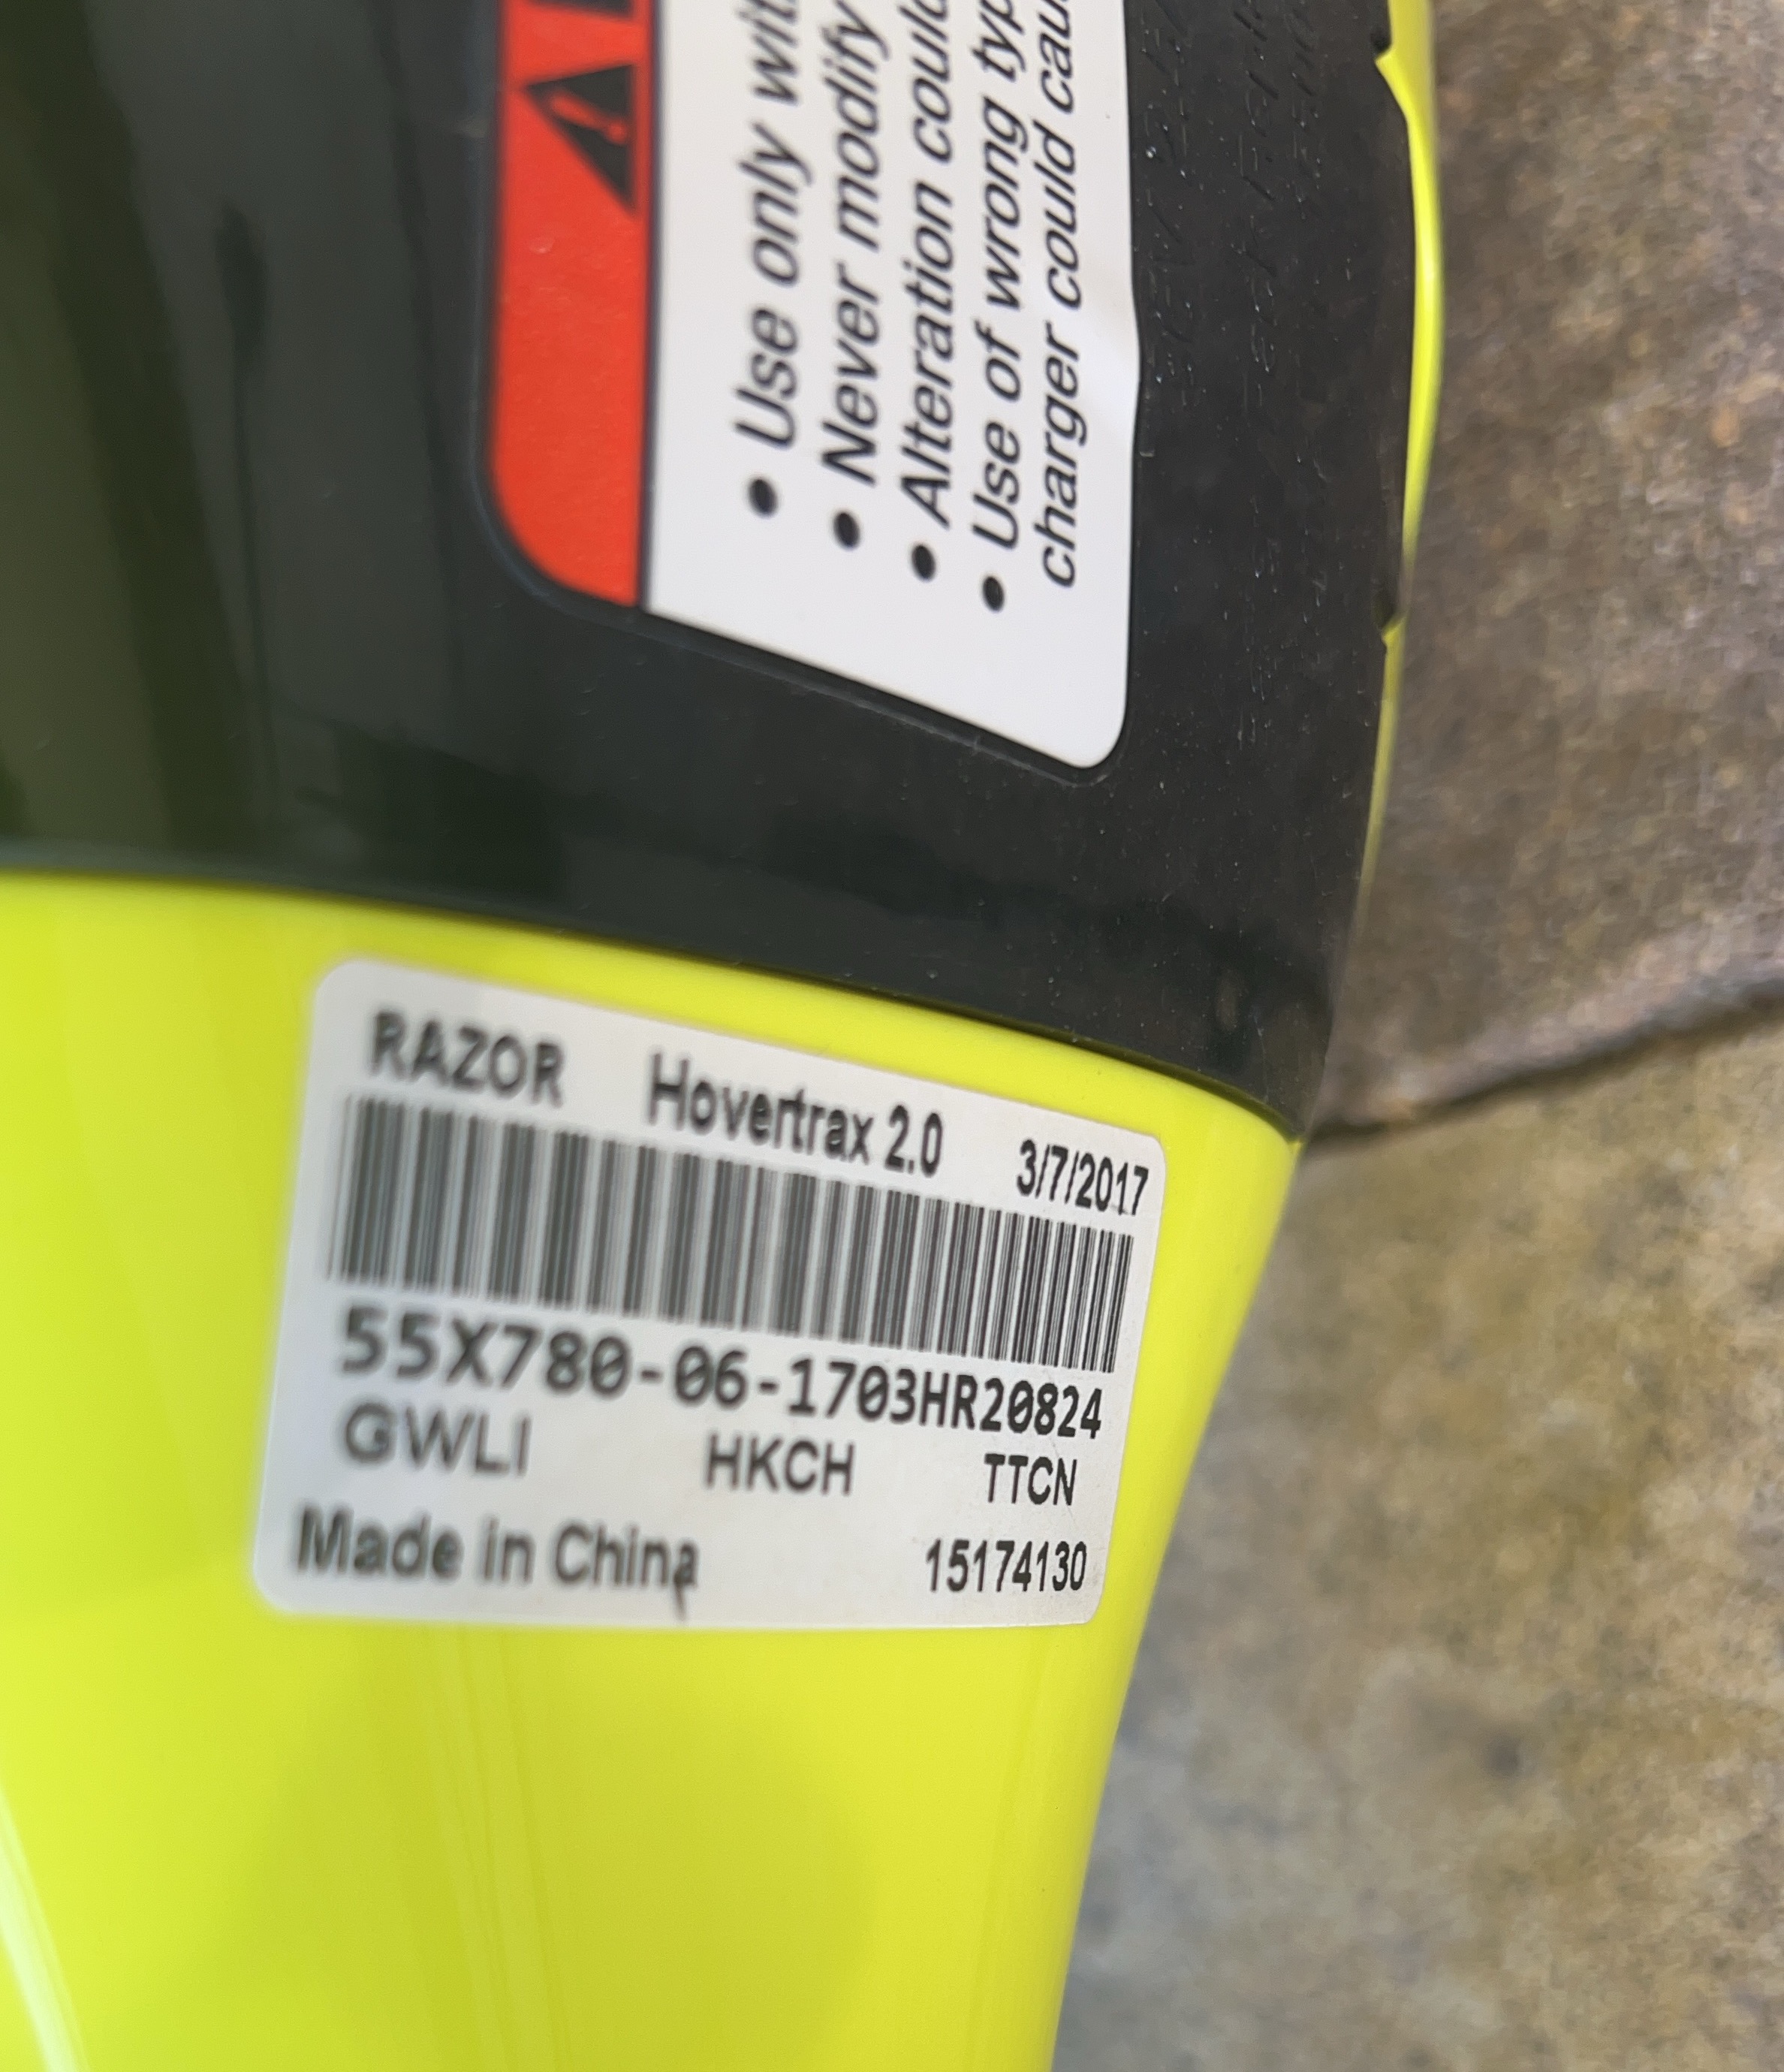 • Use only wit
• Never modify
• Alteration could
• Use of wrong typ
charger could cau
RAZOR Hovertrax 2.0 3/7/2017
55X780-06-1703HR20824
GWLI HKCH TTCN
Made in China 15174130